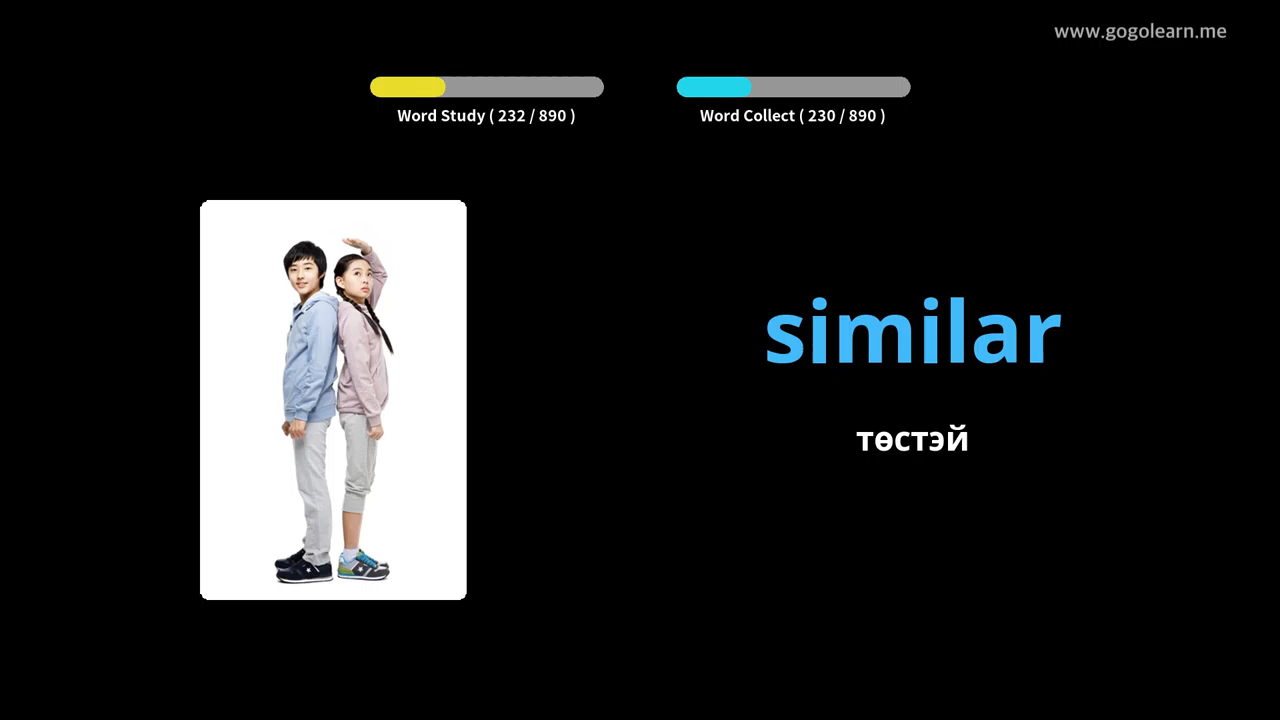 www.gogolearn.me
Word Study ( 232 / 890 )
Word Collect ( 230 / 890 )
similar
төстэй